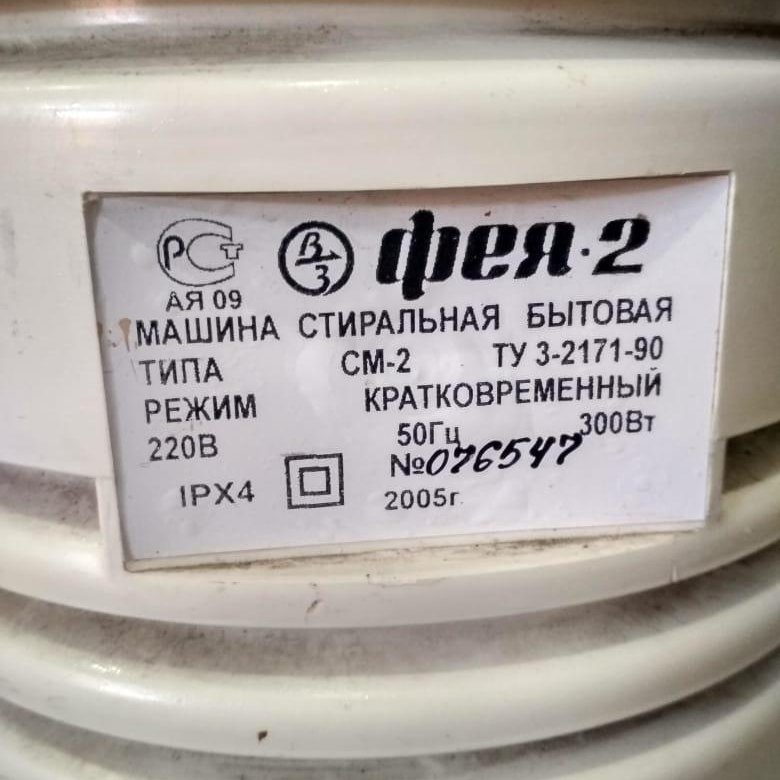 РСТ В/З фея·2
АЯ 09
МАШИНА СТИРАЛЬНАЯ БЫТОВАЯ
ТИПА СМ-2 ТУ 3-2171-90
РЕЖИМ КРАТКОВРЕМЕННЫЙ
220В 50Гц 300Вт
№076547
IPX4 2005г.